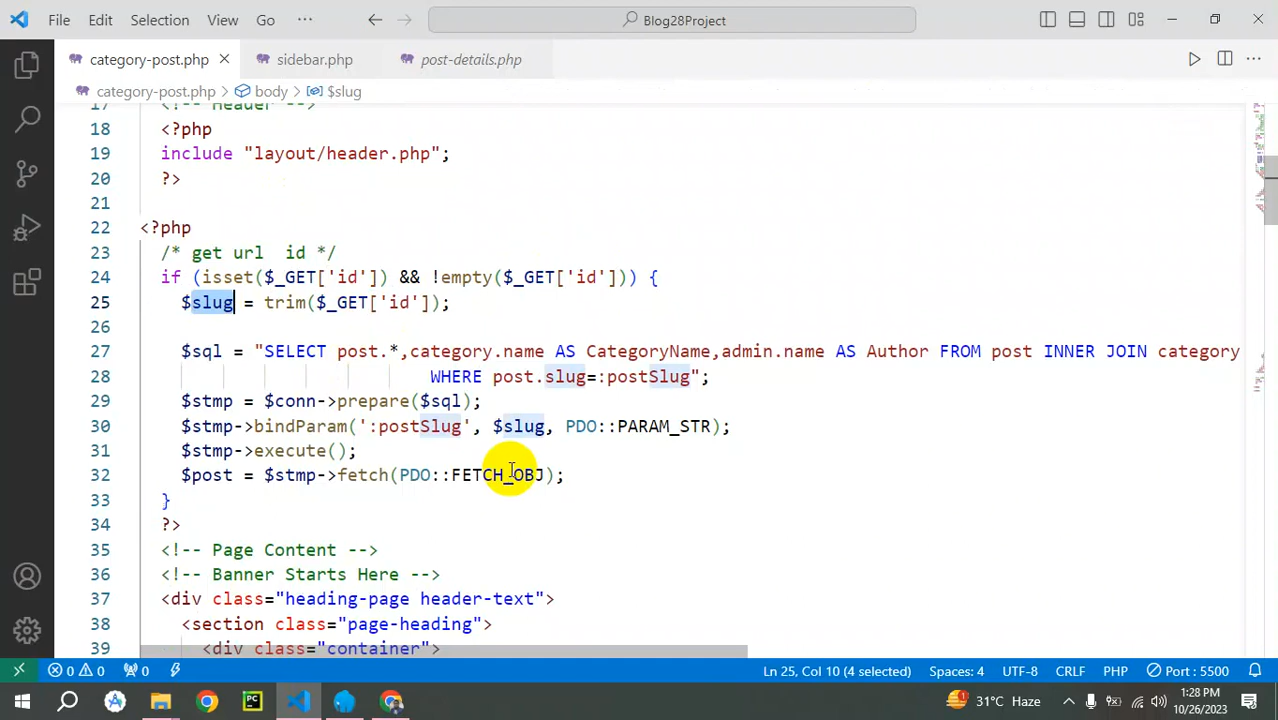 File Edit Selection View Go ··· Blog28Project
category-post.php sidebar.php post-details.php
category-post.php > body > $slug
17 <!-- Header -->
18 <?php
19 include "layout/header.php";
20 ?>
21
22 <?php
23 /* get url id */
24 if (isset($_GET['id']) && !empty($_GET['id'])) {
25 $slug = trim($_GET['id']);
26
27 $sql = "SELECT post.*,category.name AS CategoryName,admin.name AS Author FROM post INNER JOIN category
28 WHERE post.slug=:postSlug";
29 $stmp = $conn->prepare($sql);
30 $stmp->bindParam(':postSlug', $slug, PDO::PARAM_STR);
31 $stmp->execute();
32 $post = $stmp->fetch(PDO::FETCH_OBJ);
33 }
34 ?>
35 <!-- Page Content -->
36 <!-- Banner Starts Here -->
37 <div class="heading-page header-text">
38 <section class="page-heading">
39 <div class="container">
0 0 0 Ln 25, Col 10 (4 selected) Spaces: 4 UTF-8 CRLF PHP Port : 5500
PC 31°C Haze 1:28 PM
10/26/2023